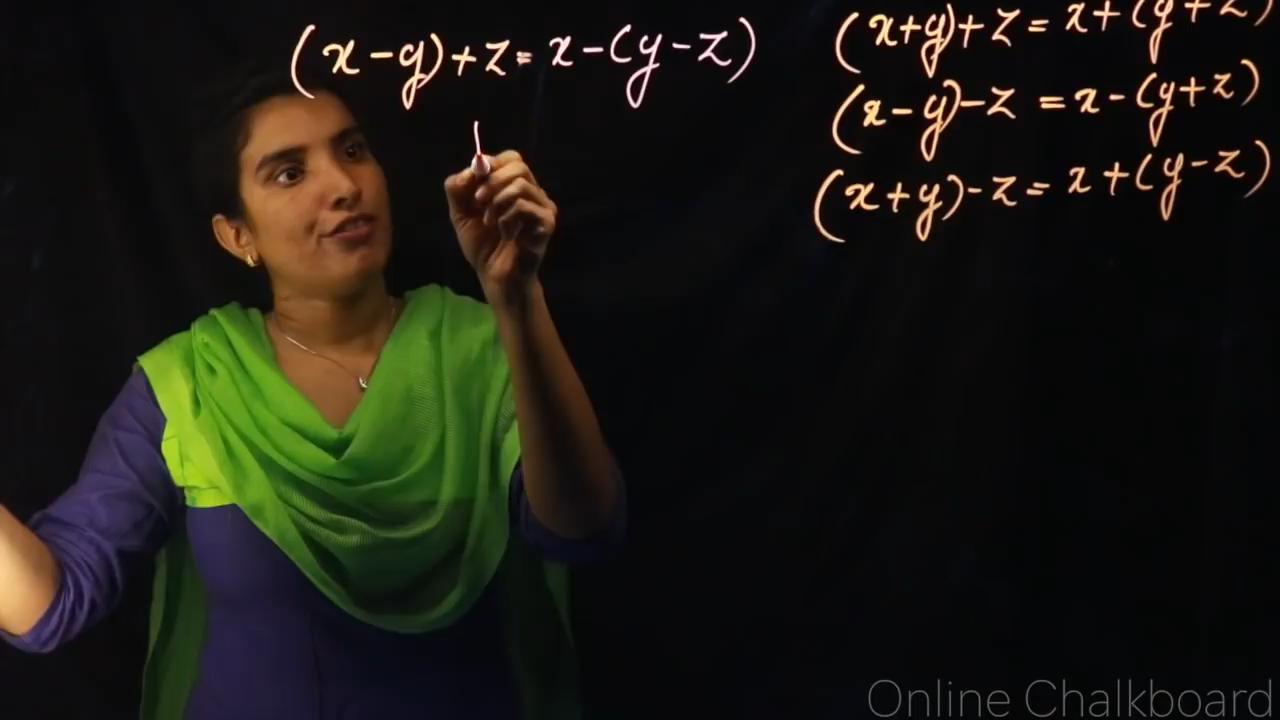 (x-y)+z = x-(y-z)
(x+y)+z = x+(y+z)
(x-y)-z = x-(y+z)
(x+y)-z = x+(y-z)
Online Chalkboard